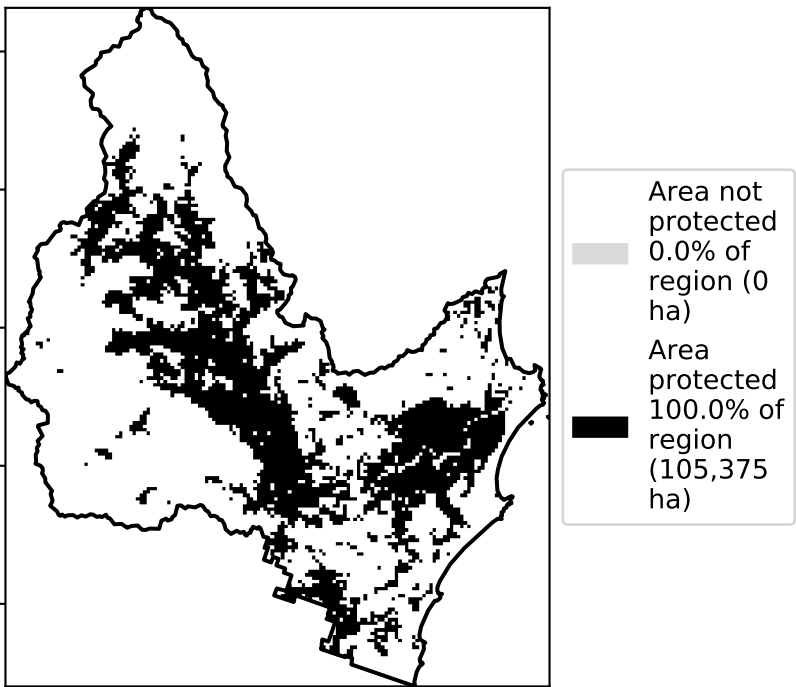 Area not
protected
0.0% of
region (0
ha)
Area
protected
100.0% of
region
(105,375
ha)